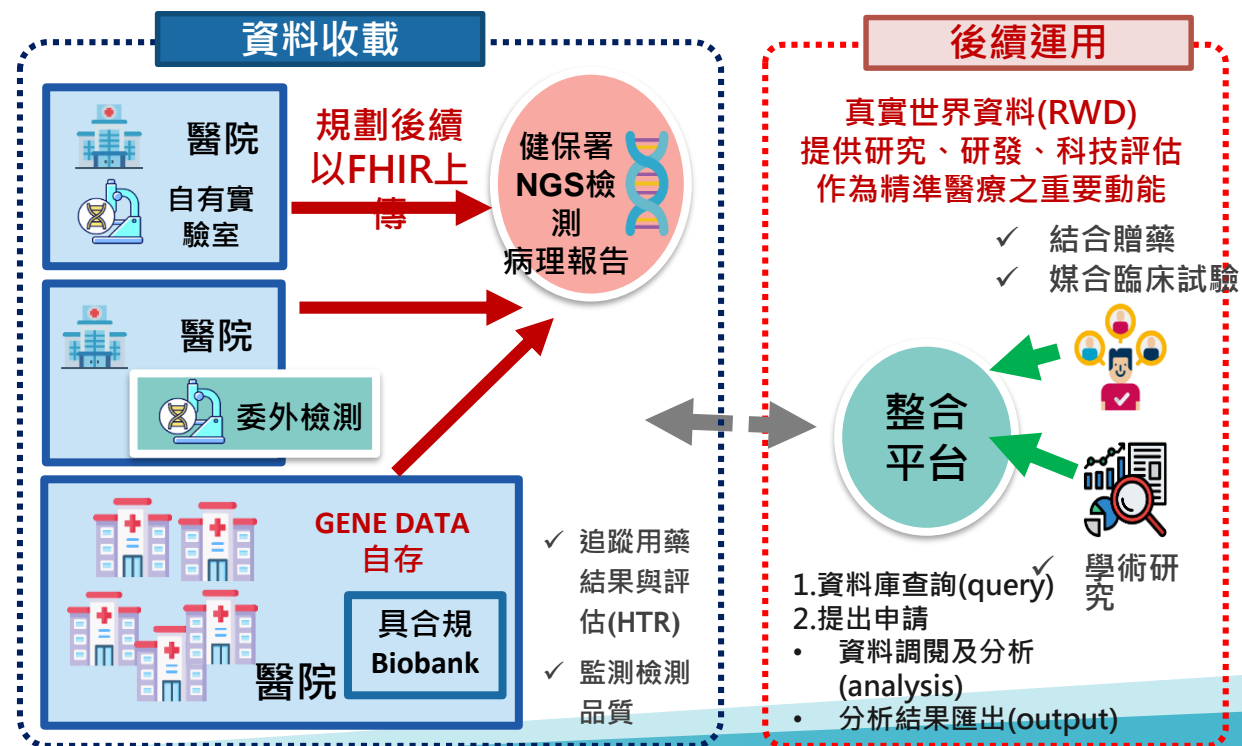 資料收載
醫院
自有實
驗室
規劃後續
以FHIR上
傳
健保署
NGS檢
測
病理報告
醫院
委外檢測
GENE DATA
自存
具合規
Biobank
醫院
✓ 追蹤用藥
結果與評
估(HTR)
✓ 監測檢測
品質
後續運用
真實世界資料(RWD)
提供研究、研發、科技評估
作為精準醫療之重要動能
✓ 結合贈藥
✓ 媒合臨床試驗
整合
平台
✓ 學術研
究
1.資料庫查詢(query)
2.提出申請
• 資料調閱及分析
(analysis)
• 分析結果匯出(output)